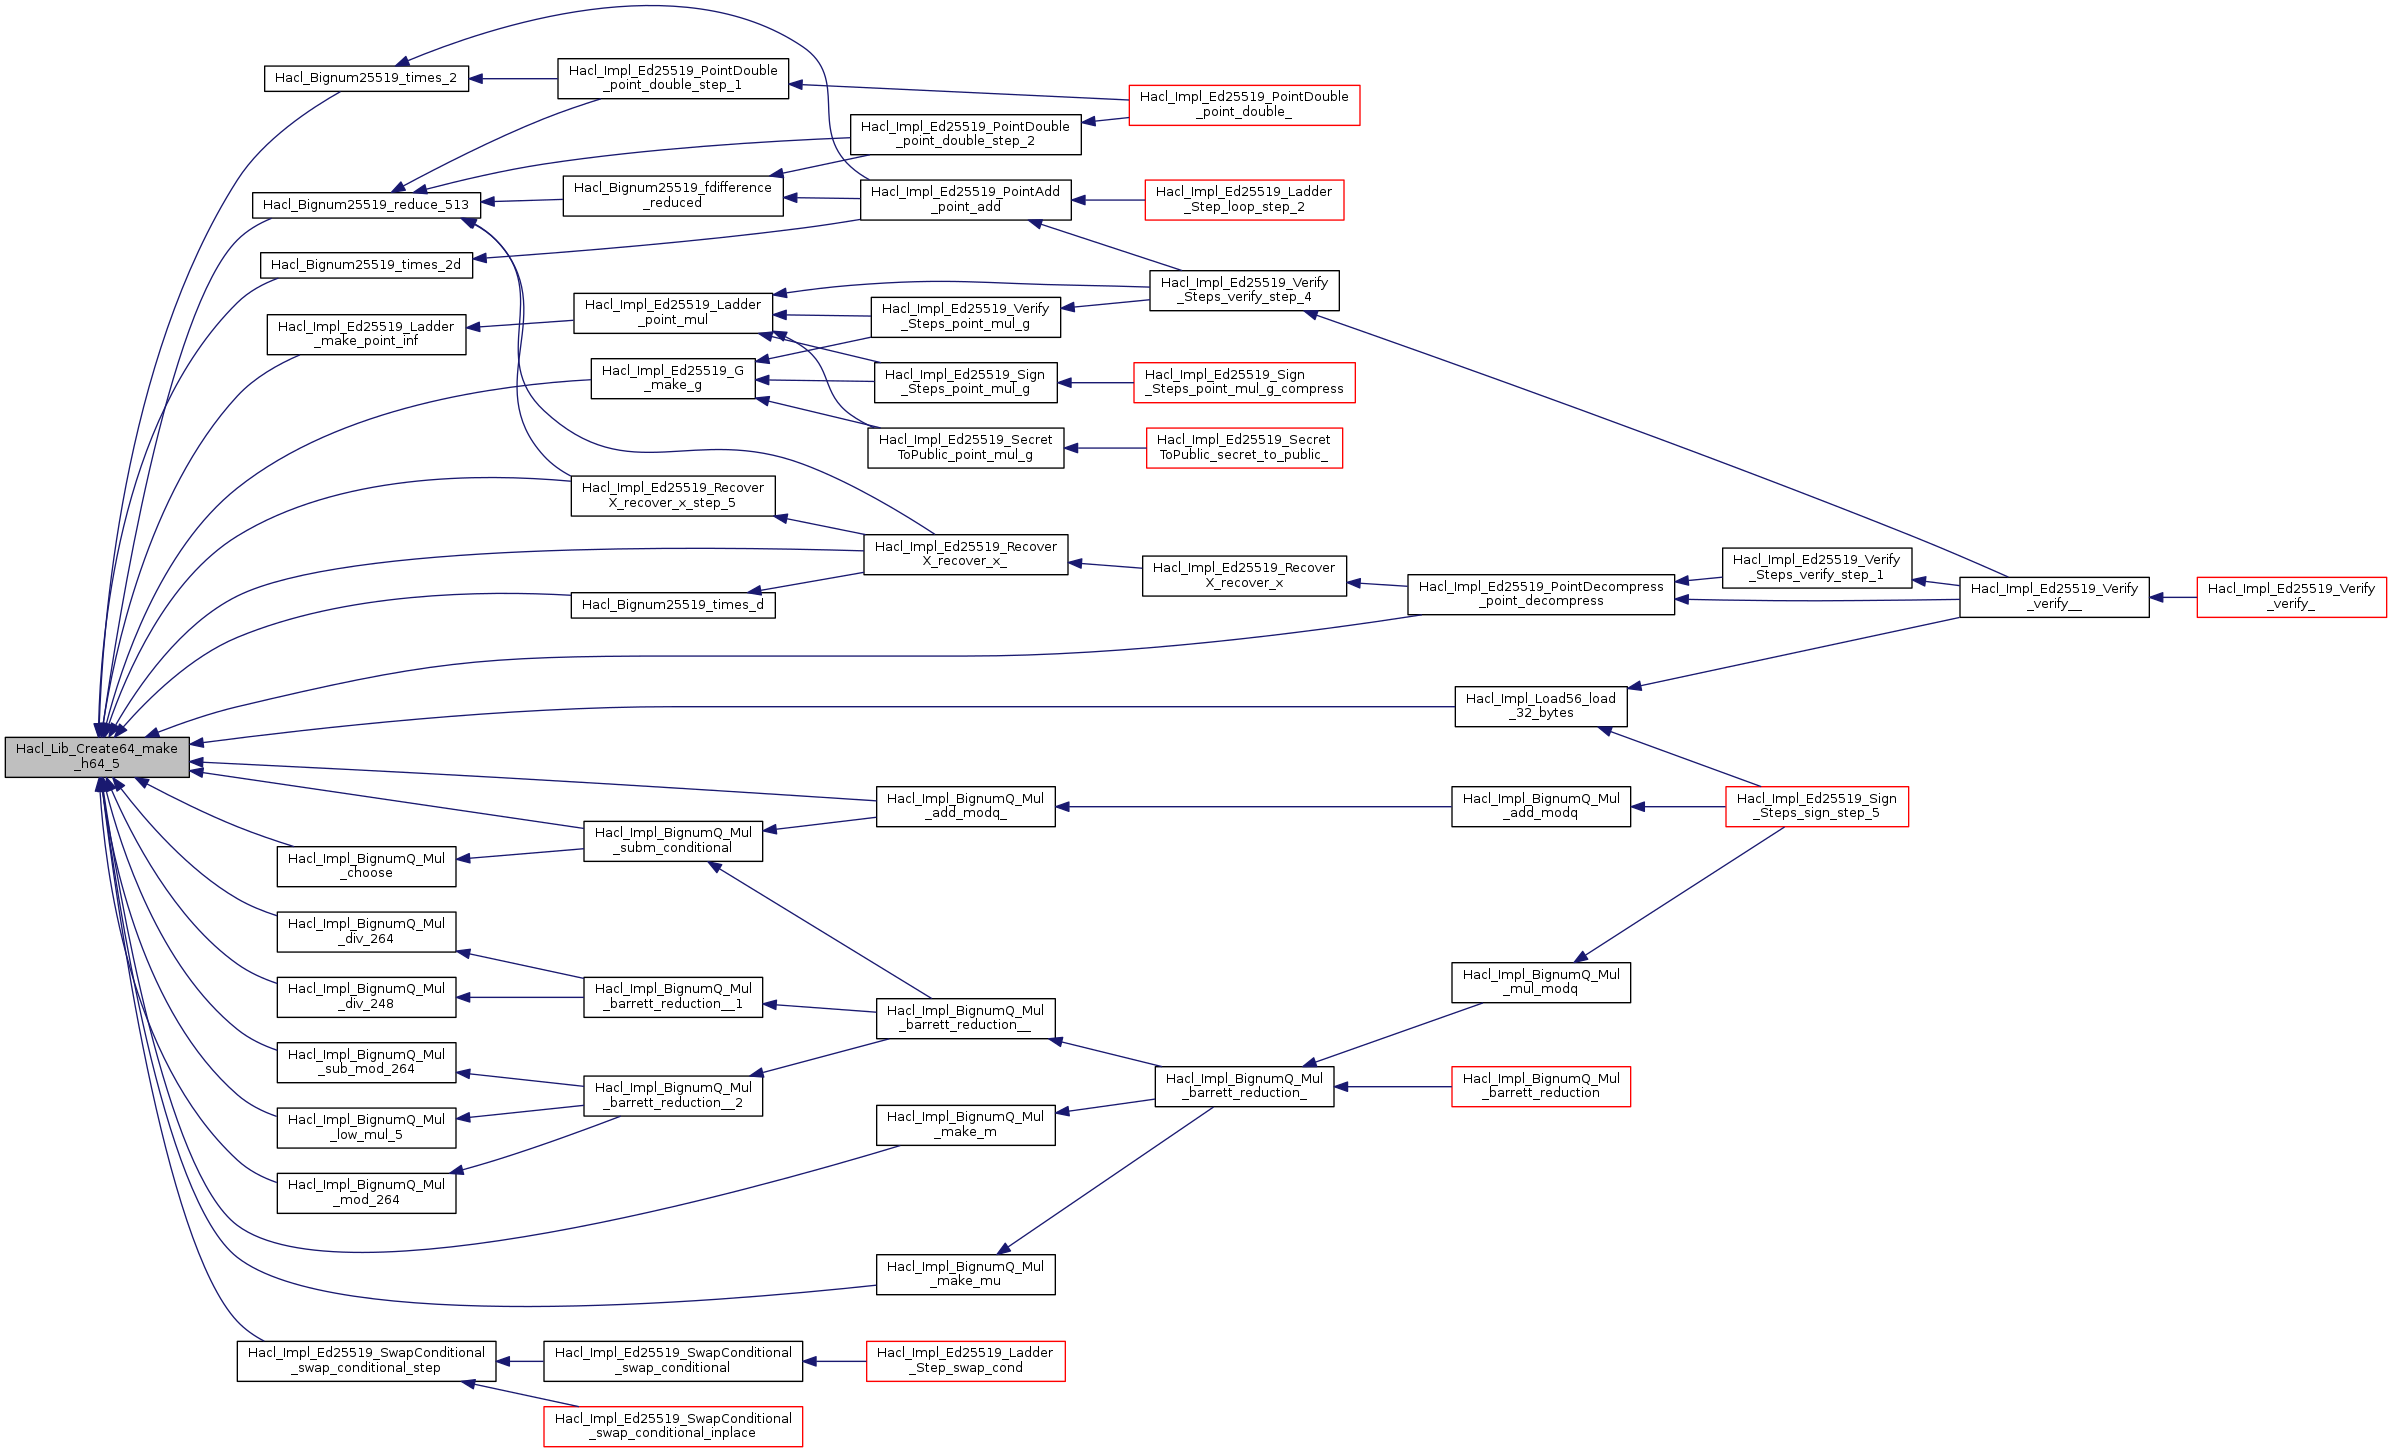 Hacl_Bignum25519_times_2
Hacl_Impl_Ed25519_PointDouble
_point_double_step_1
Hacl_Impl_Ed25519_PointDouble
_point_double_
Hacl_Impl_Ed25519_PointDouble
_point_double_step_2
Hacl_Bignum25519_reduce_513
Hacl_Bignum25519_fdifference
_reduced
Hacl_Impl_Ed25519_PointAdd
_point_add
Hacl_Impl_Ed25519_Ladder
_Step_loop_step_2
Hacl_Bignum25519_times_2d
Hacl_Impl_Ed25519_Verify
_Steps_verify_step_4
Hacl_Impl_Ed25519_Ladder
_make_point_inf
Hacl_Impl_Ed25519_Ladder
_point_mul
Hacl_Impl_Ed25519_Verify
_Steps_point_mul_g
Hacl_Impl_Ed25519_G
_make_g
Hacl_Impl_Ed25519_Sign
_Steps_point_mul_g
Hacl_Impl_Ed25519_Sign
_Steps_point_mul_g_compress
Hacl_Impl_Ed25519_Secret
ToPublic_point_mul_g
Hacl_Impl_Ed25519_Secret
ToPublic_secret_to_public_
Hacl_Impl_Ed25519_Recover
X_recover_x_step_5
Hacl_Impl_Ed25519_Recover
X_recover_x_
Hacl_Impl_Ed25519_Recover
X_recover_x
Hacl_Impl_Ed25519_PointDecompress
_point_decompress
Hacl_Impl_Ed25519_Verify
_Steps_verify_step_1
Hacl_Impl_Ed25519_Verify
_verify__
Hacl_Impl_Ed25519_Verify
_verify_
Hacl_Bignum25519_times_d
Hacl_Impl_Load56_load
_32_bytes
Hacl_Lib_Create64_make
_h64_5
Hacl_Impl_BignumQ_Mul
_add_modq_
Hacl_Impl_BignumQ_Mul
_add_modq
Hacl_Impl_Ed25519_Sign
_Steps_sign_step_5
Hacl_Impl_BignumQ_Mul
_subm_conditional
Hacl_Impl_BignumQ_Mul
_choose
Hacl_Impl_BignumQ_Mul
_div_264
Hacl_Impl_BignumQ_Mul
_div_248
Hacl_Impl_BignumQ_Mul
_barrett_reduction__1
Hacl_Impl_BignumQ_Mul
_barrett_reduction__
Hacl_Impl_BignumQ_Mul
_mul_modq
Hacl_Impl_BignumQ_Mul
_sub_mod_264
Hacl_Impl_BignumQ_Mul
_barrett_reduction__2
Hacl_Impl_BignumQ_Mul
_barrett_reduction_
Hacl_Impl_BignumQ_Mul
_barrett_reduction
Hacl_Impl_BignumQ_Mul
_low_mul_5
Hacl_Impl_BignumQ_Mul
_make_m
Hacl_Impl_BignumQ_Mul
_mod_264
Hacl_Impl_BignumQ_Mul
_make_mu
Hacl_Impl_Ed25519_SwapConditional
_swap_conditional_step
Hacl_Impl_Ed25519_SwapConditional
_swap_conditional
Hacl_Impl_Ed25519_Ladder
_Step_swap_cond
Hacl_Impl_Ed25519_SwapConditional
_swap_conditional_inplace